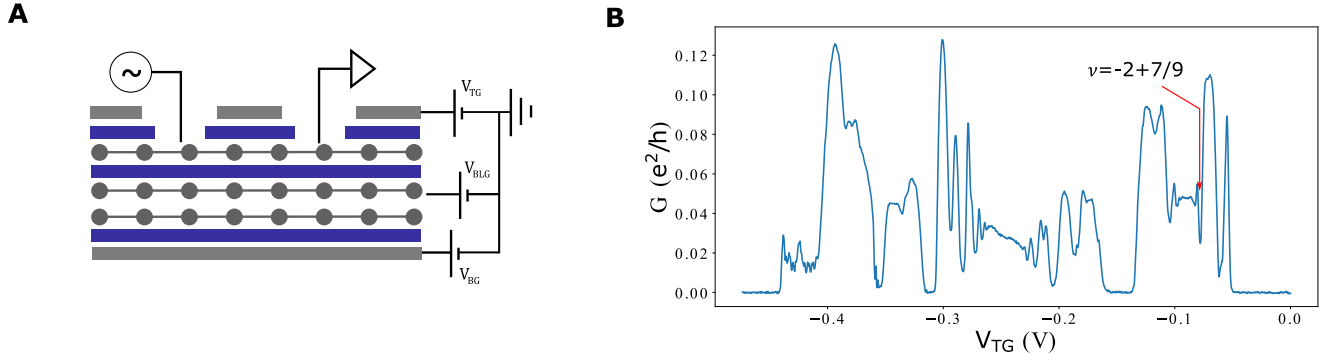 A
B
~
V_TG
V_BLG
V_BG
G (e²/h)
0.12
0.10
0.08
0.06
0.04
0.02
0.00
ν=-2+7/9
−0.4
−0.3
−0.2
−0.1
0.0
V_TG (V)